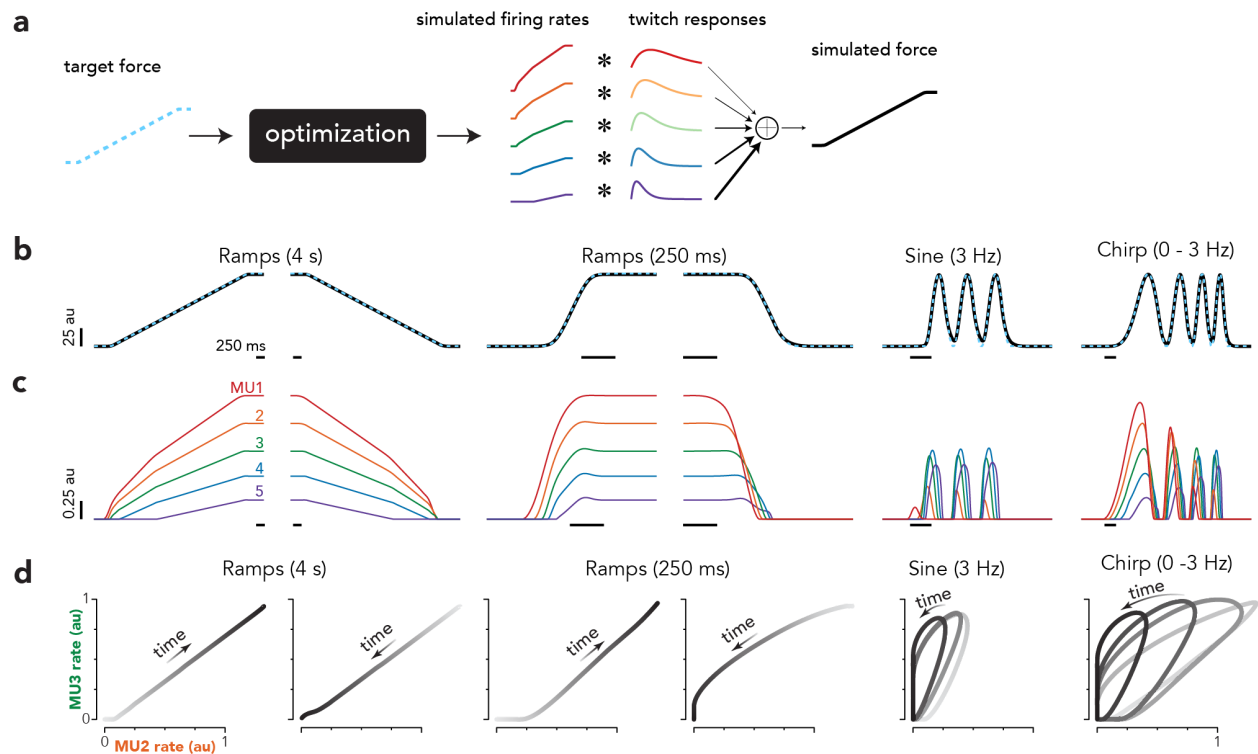 a
simulated firing rates
twitch responses
target force
simulated force
optimization
*
*
*
*
*
b
Ramps (4 s)
Ramps (250 ms)
Sine (3 Hz)
Chirp (0 - 3 Hz)
25 au
250 ms
c
MU1
2
3
4
5
0.25 au
d
Ramps (4 s)
Ramps (250 ms)
Sine (3 Hz)
Chirp (0 -3 Hz)
1
time
time
time
time
time
time
MU3 rate (au)
0
0
MU2 rate (au)
1
1